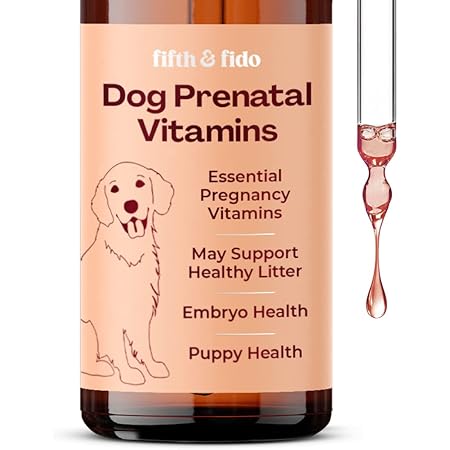 fifth & fido
Dog Prenatal
Vitamins
Essential
Pregnancy
Vitamins
May Support
Healthy Litter
Embryo Health
Puppy Health